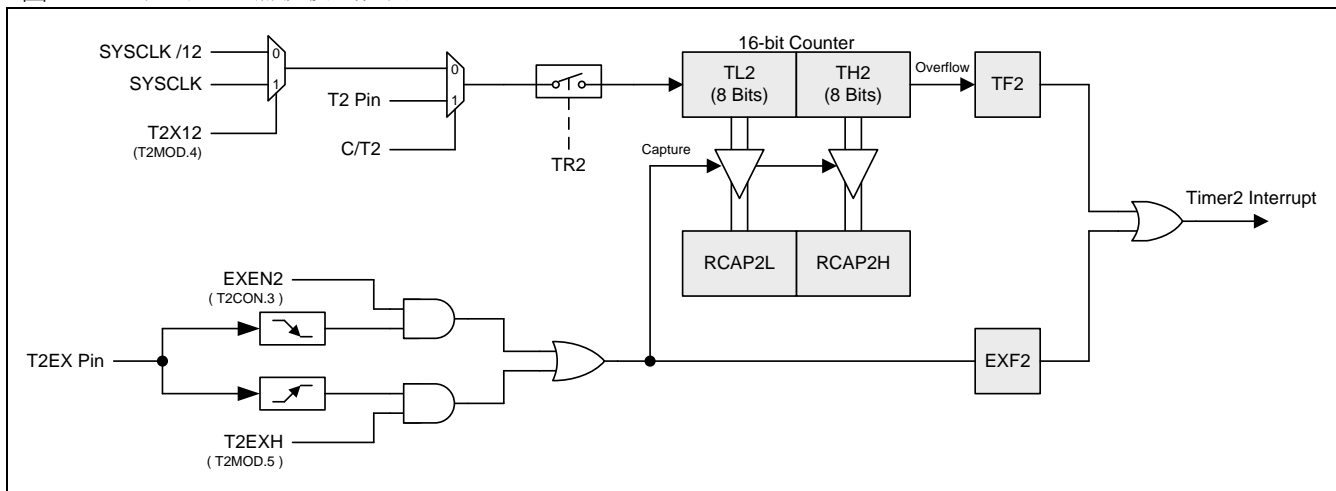 SYSCLK /12
SYSCLK
T2X12
(T2MOD.4)
0
1
T2 Pin
C/T2
0
1
TR2
16-bit Counter
TL2
(8 Bits)
TH2
(8 Bits)
Overflow
TF2
Capture
RCAP2L
RCAP2H
Timer2 Interrupt
EXEN2
( T2CON.3 )
T2EX Pin
T2EXH
( T2MOD.5 )
EXF2